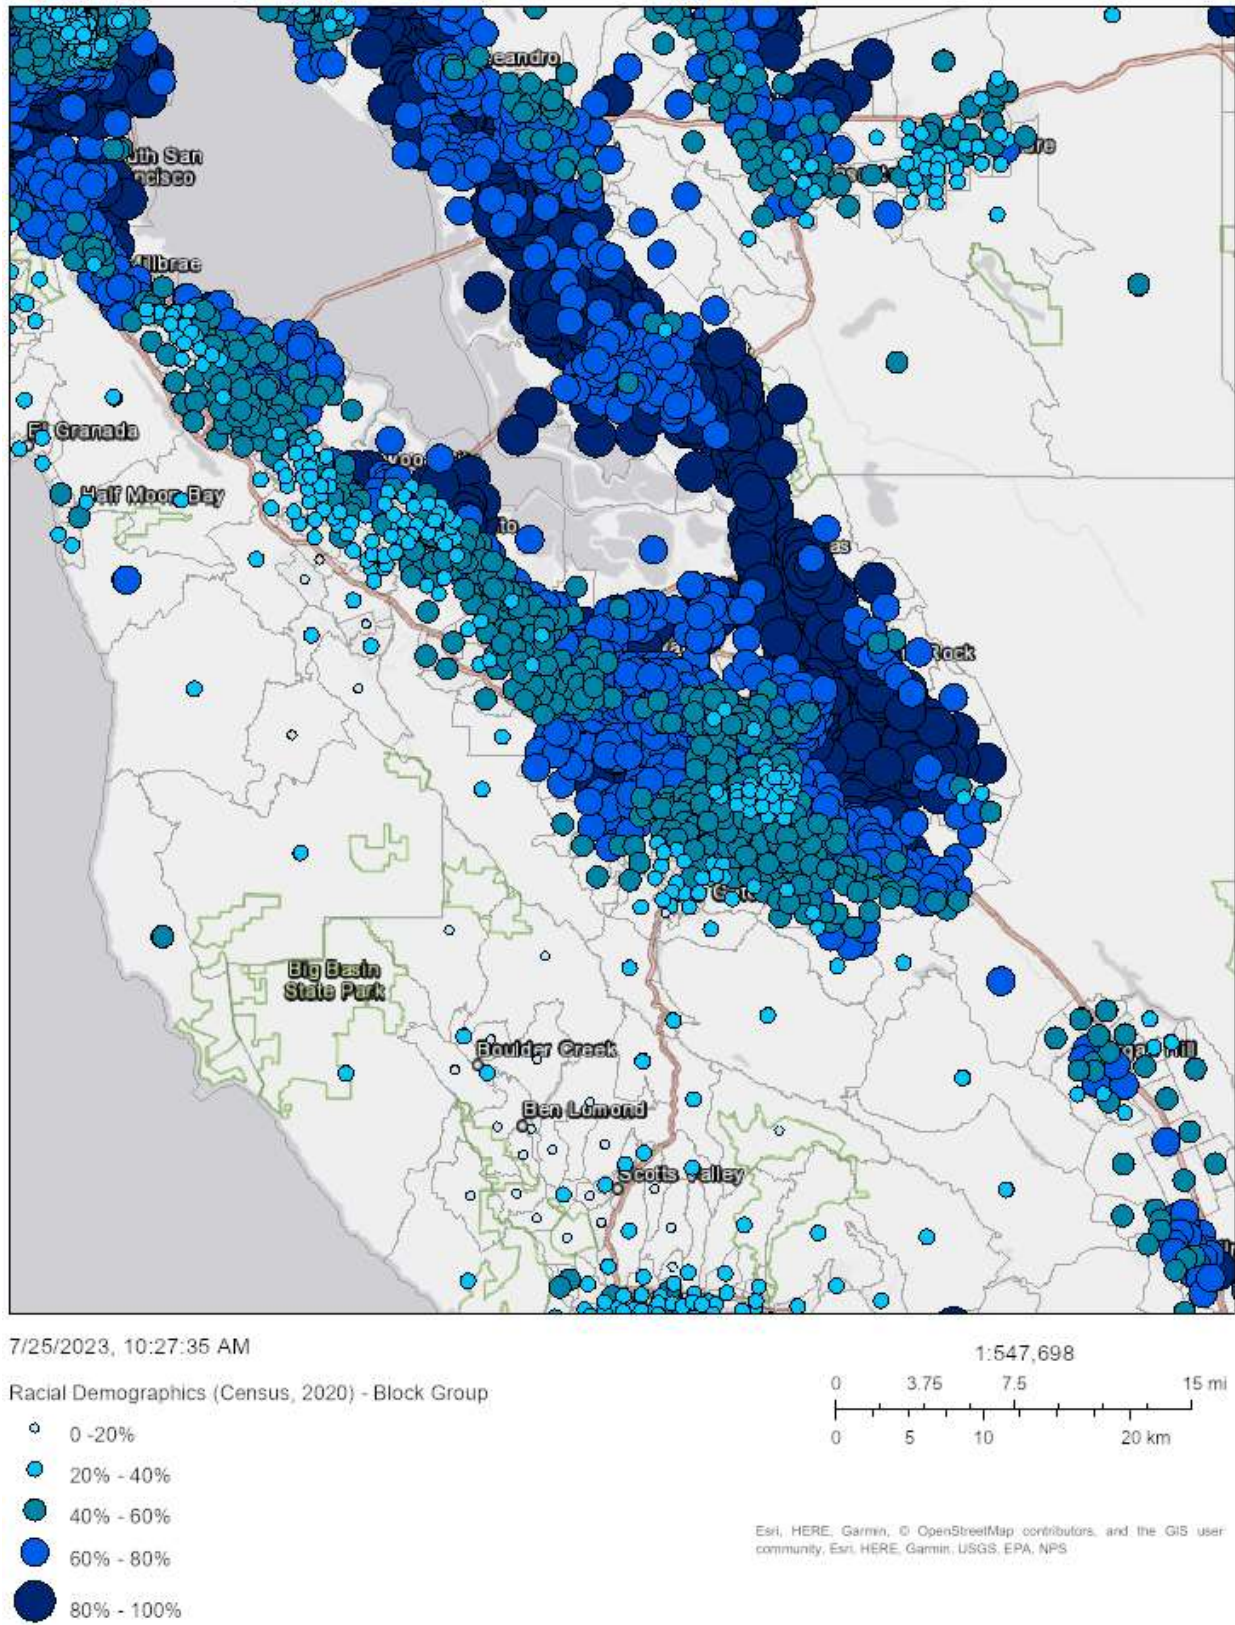 eandro
uth San
ncisco
illbrae
El Granada
Half Moon Bay
Rock
Big Basin
State Park
Boulder Creek
Ben Lomond
Scotts Valley
Hill
7/25/2023, 10:27:35 AM
1:547,698
0 3.75 7.5 15 mi
0 5 10 20 km
Racial Demographics (Census, 2020) - Block Group
0 -20%
20% - 40%
40% - 60%
60% - 80%
80% - 100%
Esri, HERE, Garmin, © OpenStreetMap contributors, and the GIS user
community, Esri, HERE, Garmin, USGS, EPA, NPS